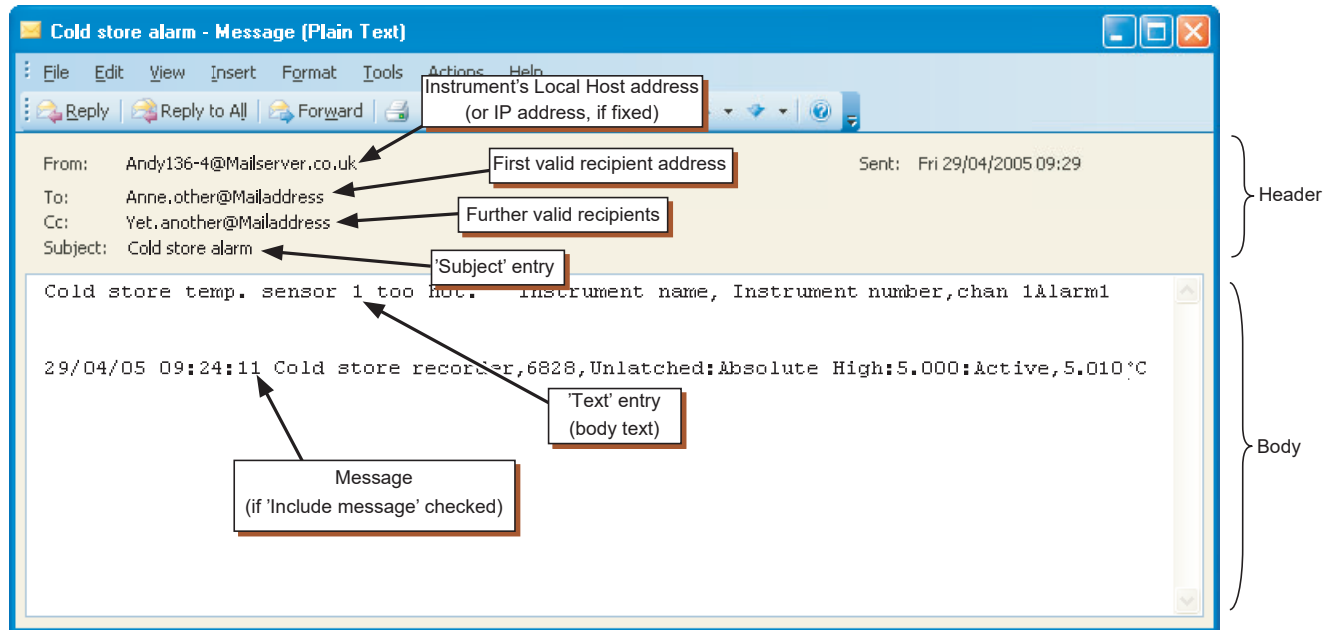 Cold store alarm - Message (Plain Text)
File Edit View Insert Format Tools Actions Help
Instrument's Local Host address
(or IP address, if fixed)
Reply Reply to All Forward
From: Andy136-4@Mailserver.co.uk
First valid recipient address
Sent: Fri 29/04/2005 09:29
To: Anne.other@Mailaddress
Cc: Yet.another@Mailaddress
Further valid recipients
Subject: Cold store alarm
'Subject' entry
Header
Cold store temp. sensor 1 too hot. Instrument name, Instrument number,chan 1Alarm1
29/04/05 09:24:11 Cold store recorder,6828,Unlatched:Absolute High:5.000:Active,5.010°C
'Text' entry
(body text)
Message
(if 'Include message' checked)
Body